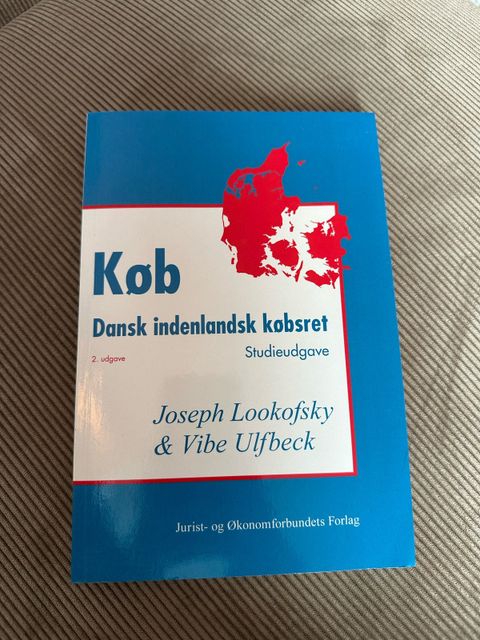 Køb
Dansk indenlandsk købsret
2. udgave
Studieudgave
Joseph Lookofsky
& Vibe Ulfbeck
Jurist- og Økonomforbundets Forlag